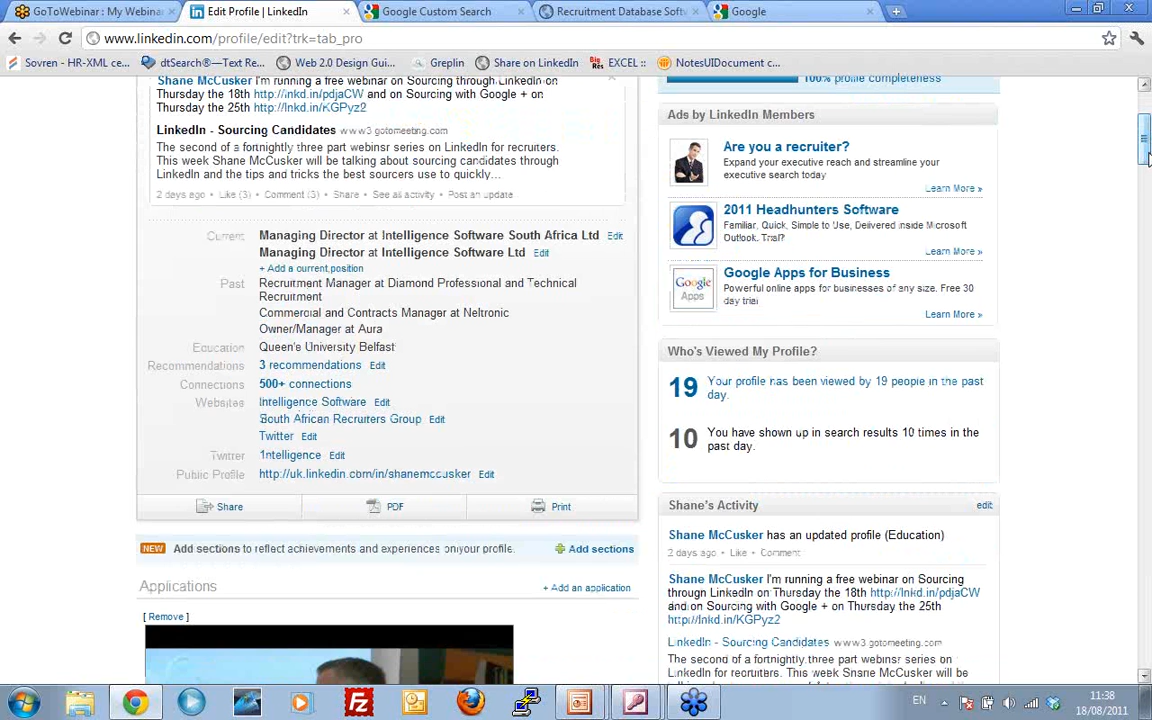 GoToWebinar : My Webinar
Edit Profile | LinkedIn
Google Custom Search
Recruitment Database Softw
Google
www.linkedin.com/profile/edit?trk=tab_pro
Sovren - HR-XML ce...
dtSearch®—Text Re...
Web 2.0 Design Gui...
Greplin
Share on LinkedIn
EXCEL ::
NotesUIDocument c...
Shane McCusker I'm running a free webinar on Sourcing through LinkedIn on
Thursday the 18th http://lnkd.in/pdjaCW and on Sourcing with Google + on
Thursday the 25th http://lnkd.in/KGPyz2
LinkedIn - Sourcing Candidates www3.gotomeeting.com
The second of a fortnightly three part webinsr series on LinkedIn for recruiters.
This week Shane McCusker will be talking about sourcing candidates through
LinkedIn and the tips and tricks the best sourcers use to quickly...
2 days ago • Like (3) • Comment (3) • Share • See as activity • Post an update
Current Managing Director at Intelligence Software South Africa Ltd Edit
Managing Director at Intelligence Software Ltd Edit
+ Add a current position
Past Recruitment Manager at Diamond Professional and Technical
Recruitment
Commercial and Contracts Manager at Neltronic
Owner/Manager at Aura
Education Queen's University Belfast
Recommendations 3 recommendations Edit
Connections 500+ connections
Websites Intelligence Software Edit
South African Recruiters Group Edit
Twitter Edit
Twitter 1ntelligence Edit
Public Profile http://uk.linkedin.com/in/shanemccusker Edit
Share PDF Print
NEW Add sections to reflect achievements and experiences on your profile. Add sections
Applications + Add an application
[ Remove ]
100% profile completeness
Ads by LinkedIn Members
Are you a recruiter?
Expand your executive reach and streamline your
executive search today
Learn More »
2011 Headhunters Software
Familiar, Quick, Simple to Use, Delivered inside Microsoft
Outlook. Trial?
Learn More »
Google Apps
Google Apps for Business
Powerful online apps for businesses of any size. Free 30
day trial
Learn More »
Who's Viewed My Profile?
19 Your profile has been viewed by 19 people in the past
day.
10 You have shown up in search results 10 times in the
past day.
Shane's Activity edit
Shane McCusker has an updated profile (Education)
2 days ago • Like • Comment
Shane McCusker I'm running a free webinar on Sourcing
through LinkedIn on Thursday the 18th http://lnkd.in/pdjaCW
and on Sourcing with Google + on Thursday the 25th
http://lnkd.in/KGPyz2
LinkedIn - Sourcing Candidates www3.gotomeeting.com
The second of a fortnightly three part webinsr series on
LinkedIn for recruiters. This week Shane McCusker will be
EN
11:38
18/08/2011